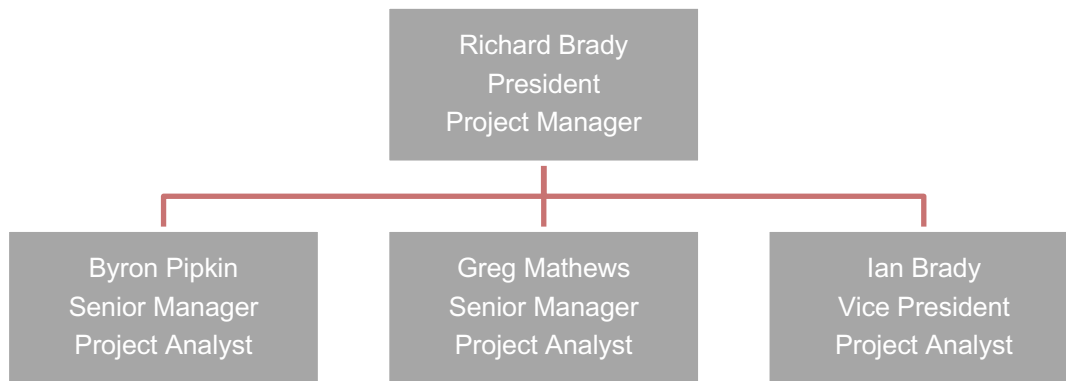 Richard Brady
President
Project Manager
Byron Pipkin
Senior Manager
Project Analyst
Greg Mathews
Senior Manager
Project Analyst
Ian Brady
Vice President
Project Analyst